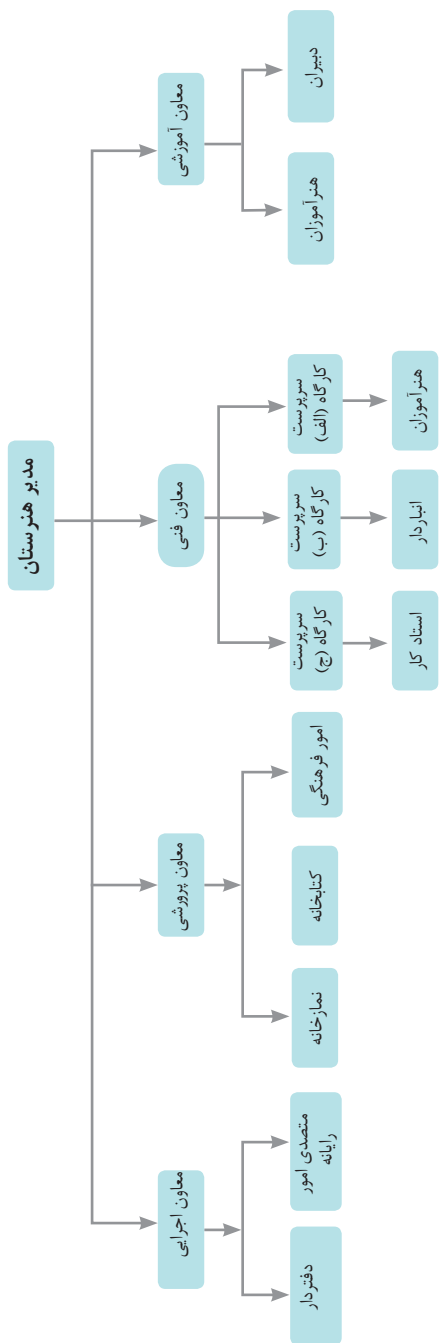 مدیر هنرستان
معاون آموزشی
معاون فنی
معاون پرورشی
معاون اجرایی
دبیران
هنرآموزان
سرپرست
کارگاه (الف)
سرپرست
کارگاه (ب)
سرپرست
کارگاه (ج)
امور فرهنگی
کتابخانه
نمازخانه
متصدی امور
رایانه
دفتردار
هنرآموزان
انباردار
استاد کار